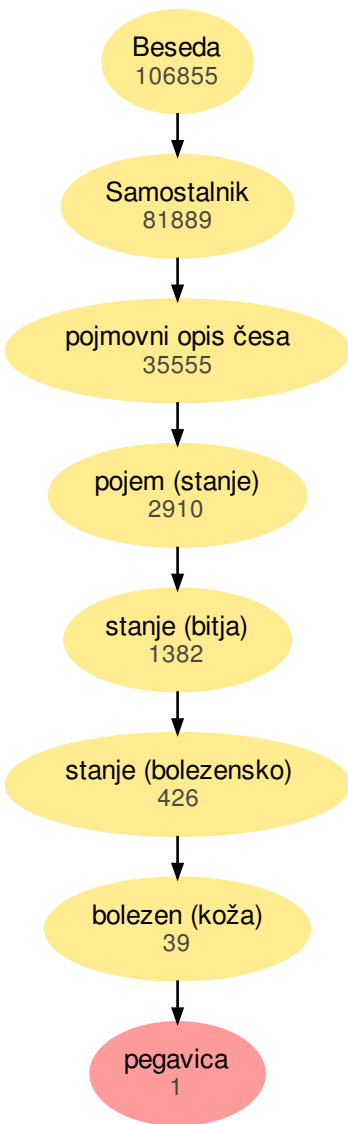 Beseda
106855
Samostalnik
81889
pojmovni opis česa
35555
pojem (stanje)
2910
stanje (bitja)
1382
stanje (bolezensko)
426
bolezen (koža)
39
pegavica
1